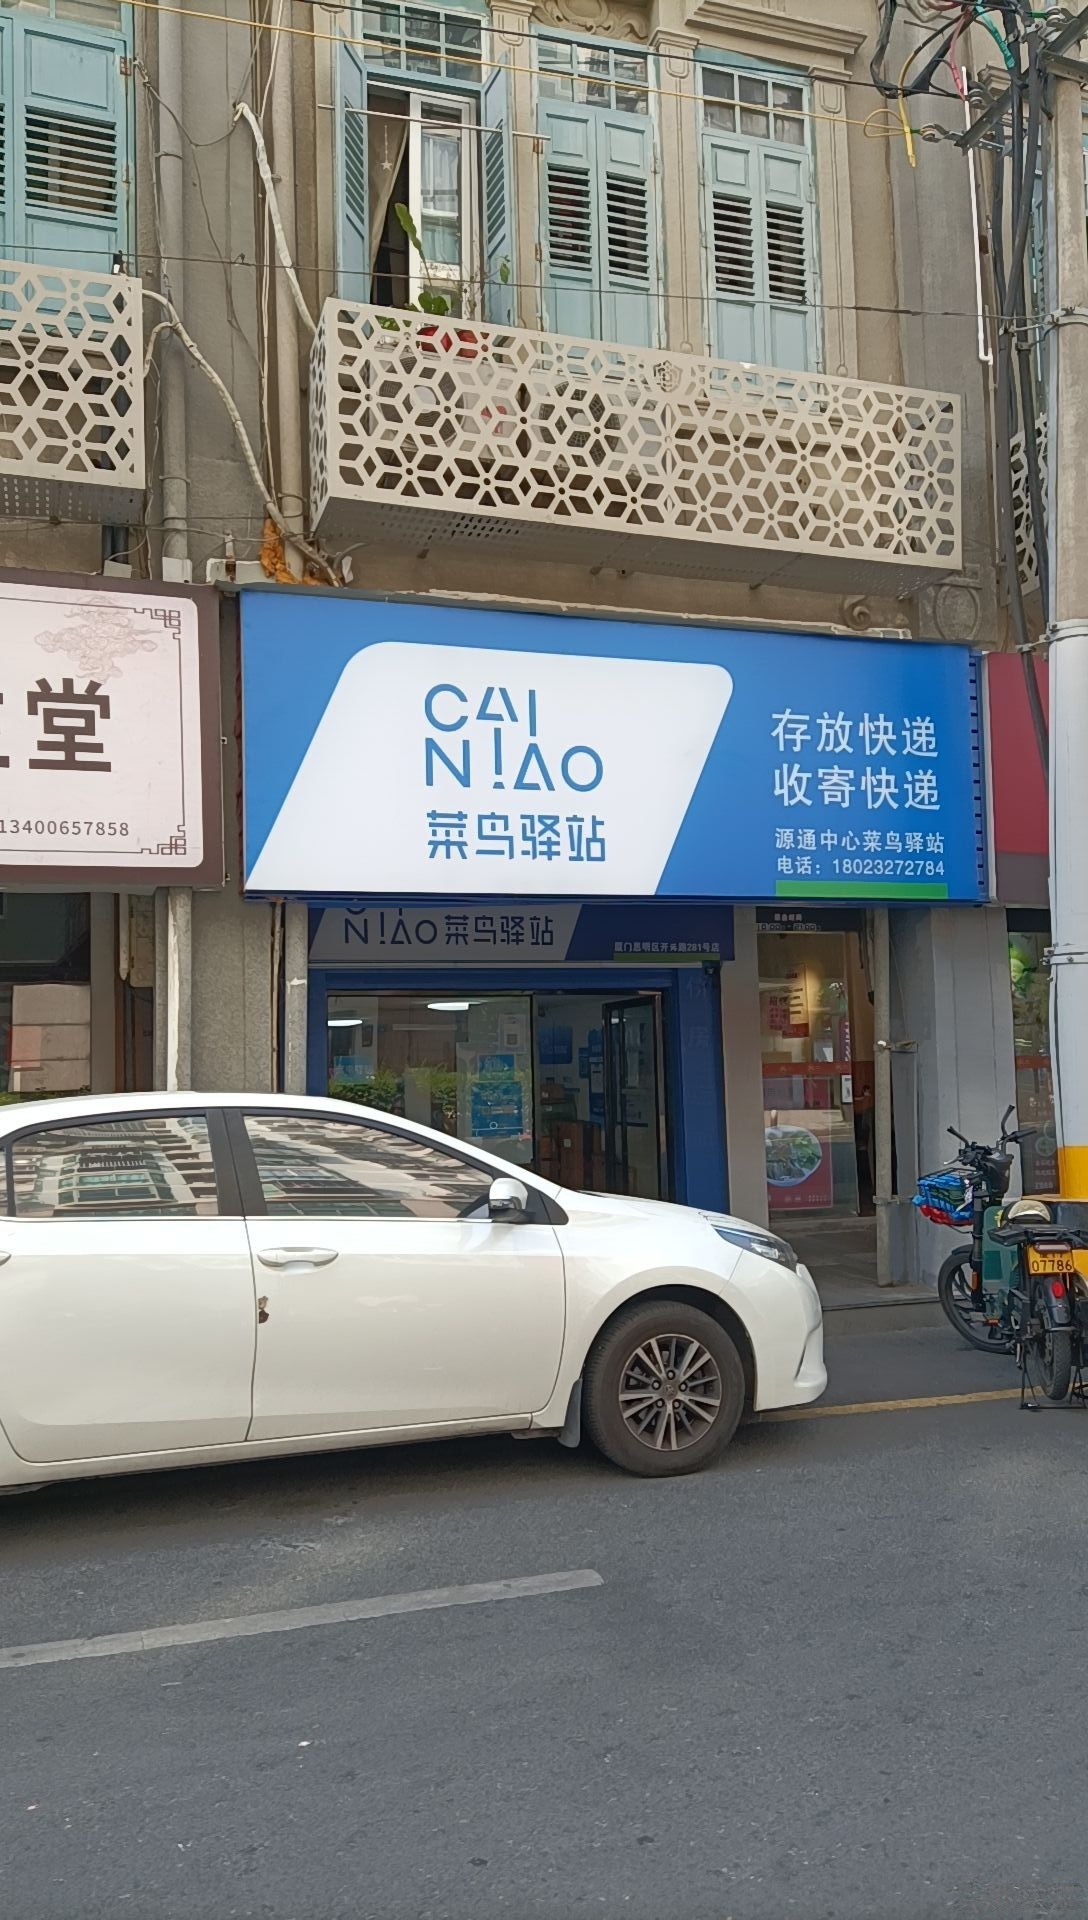 堂
13400657858
CAI
NIAO
菜鸟驿站
存放快递
收寄快递
源通中心菜鸟驿站
电话：18023272784
NIAO菜鸟驿站
厦门思明区开元路281号店
07786